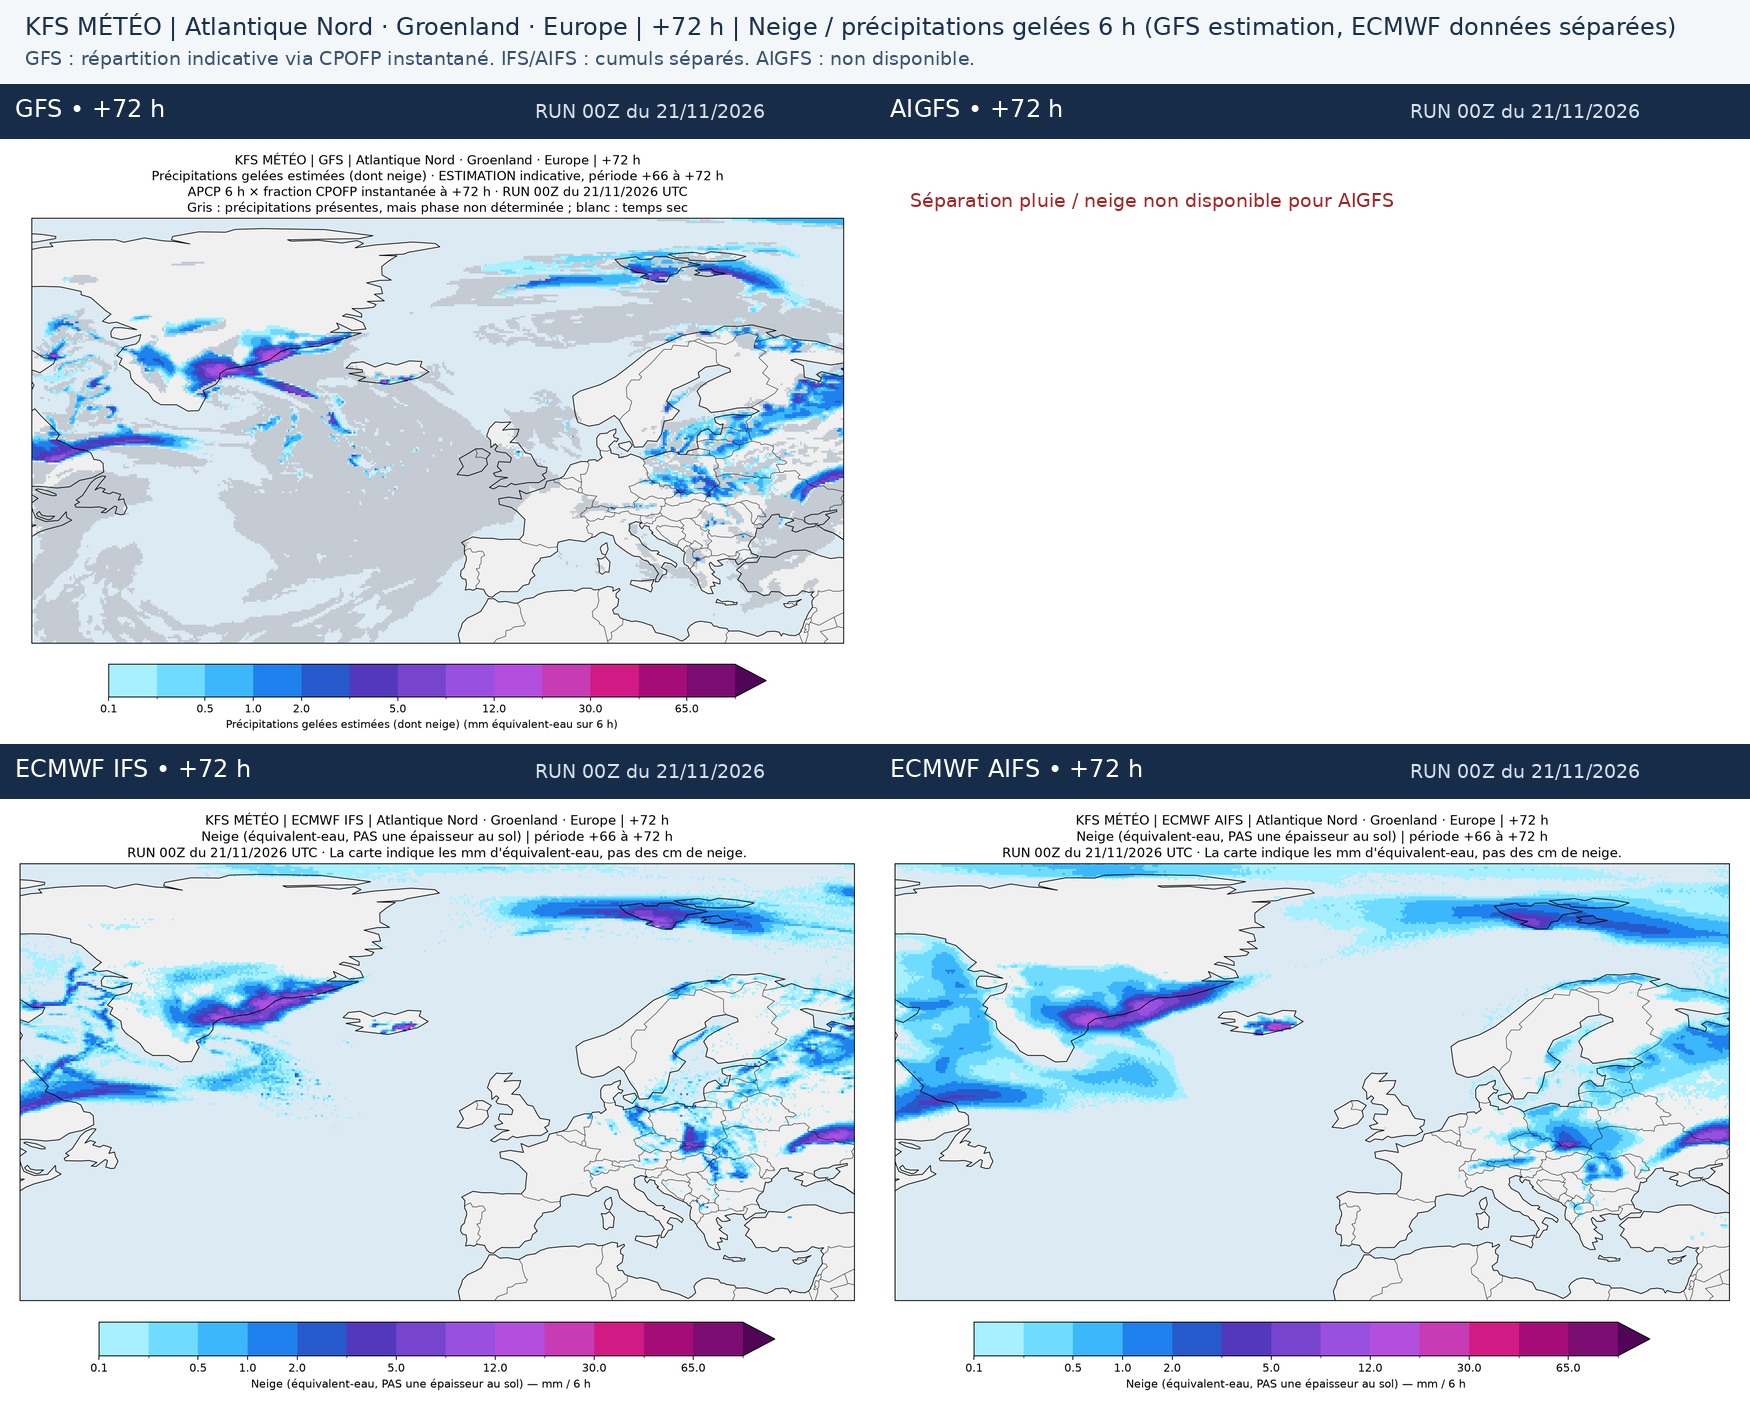 KFS MÉTÉO | Atlantique Nord · Groenland · Europe | +72 h | Neige / précipitations gelées 6 h (GFS estimation, ECMWF données séparées)
GFS : répartition indicative via CPOFP instantané. IFS/AIFS : cumuls séparés. AIGFS : non disponible.
GFS • +72 h
RUN 00Z du 21/11/2026
KFS MÉTÉO | GFS | Atlantique Nord · Groenland · Europe | +72 h
Précipitations gelées estimées (dont neige) · ESTIMATION indicative, période +66 à +72 h
APCP 6 h × fraction CPOFP instantanée à +72 h · RUN 00Z du 21/11/2026 UTC
Gris : précipitations présentes, mais phase non déterminée ; blanc : temps sec
0.1 0.5 1.0 2.0 5.0 12.0 30.0 65.0
Précipitations gelées estimées (dont neige) (mm équivalent-eau sur 6 h)
AIGFS • +72 h
RUN 00Z du 21/11/2026
Séparation pluie / neige non disponible pour AIGFS
ECMWF IFS • +72 h
RUN 00Z du 21/11/2026
KFS MÉTÉO | ECMWF IFS | Atlantique Nord · Groenland · Europe | +72 h
Neige (équivalent-eau, PAS une épaisseur au sol) | période +66 à +72 h
RUN 00Z du 21/11/2026 UTC · La carte indique les mm d'équivalent-eau, pas des cm de neige.
0.1 0.5 1.0 2.0 5.0 12.0 30.0 65.0
Neige (équivalent-eau, PAS une épaisseur au sol) — mm / 6 h
ECMWF AIFS • +72 h
RUN 00Z du 21/11/2026
KFS MÉTÉO | ECMWF AIFS | Atlantique Nord · Groenland · Europe | +72 h
Neige (équivalent-eau, PAS une épaisseur au sol) | période +66 à +72 h
RUN 00Z du 21/11/2026 UTC · La carte indique les mm d'équivalent-eau, pas des cm de neige.
0.1 0.5 1.0 2.0 5.0 12.0 30.0 65.0
Neige (équivalent-eau, PAS une épaisseur au sol) — mm / 6 h